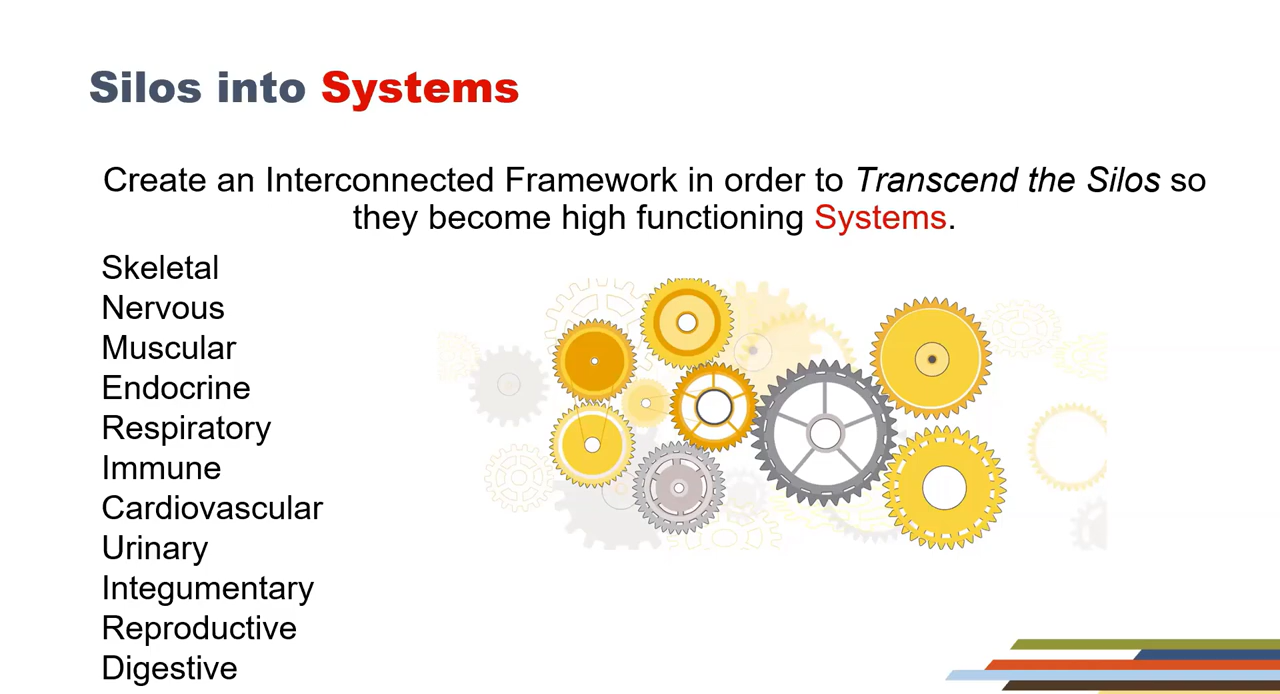 Silos into Systems
Create an Interconnected Framework in order to Transcend the Silos so
they become high functioning Systems.
Skeletal
Nervous
Muscular
Endocrine
Respiratory
Immune
Cardiovascular
Urinary
Integumentary
Reproductive
Digestive